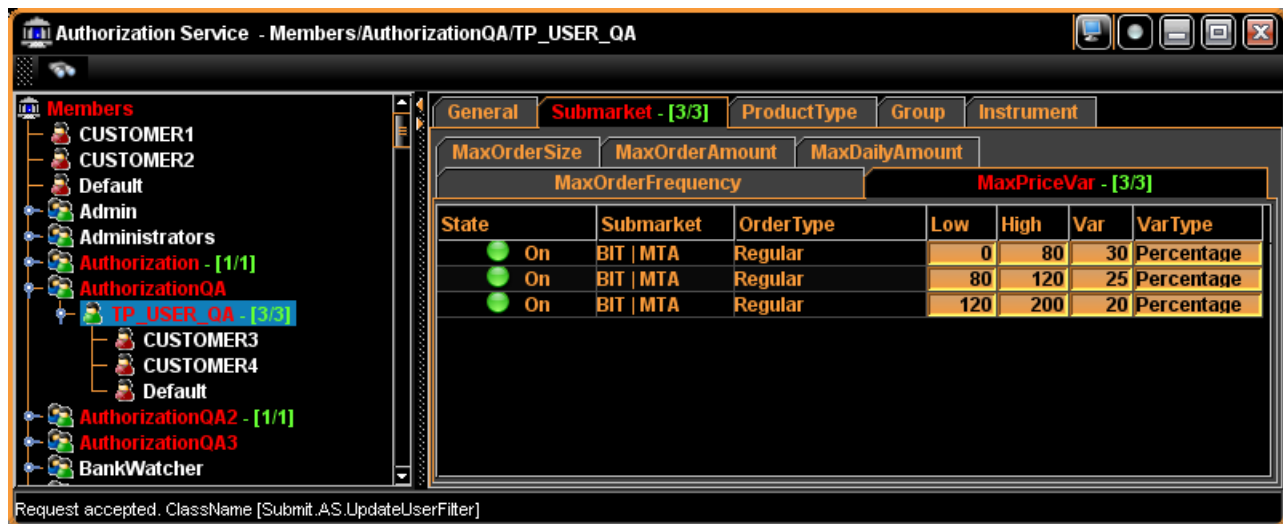 Authorization Service - Members/AuthorizationQA/TP_USER_QA
Members
CUSTOMER1
CUSTOMER2
Default
Admin
Administrators
Authorization - [1/1]
AuthorizationQA
TP_USER_QA - [3/3]
CUSTOMER3
CUSTOMER4
Default
AuthorizationQA2 - [1/1]
AuthorizationQA3
BankWatcher
General Submarket - [3/3] ProductType Group Instrument
MaxOrderSize MaxOrderAmount MaxDailyAmount
MaxOrderFrequency MaxPriceVar - [3/3]
State Submarket OrderType Low High Var VarType
On BIT | MTA Regular 0 80 30 Percentage
On BIT | MTA Regular 80 120 25 Percentage
On BIT | MTA Regular 120 200 20 Percentage
Request accepted. ClassName [Submit.AS.UpdateUserFilter]